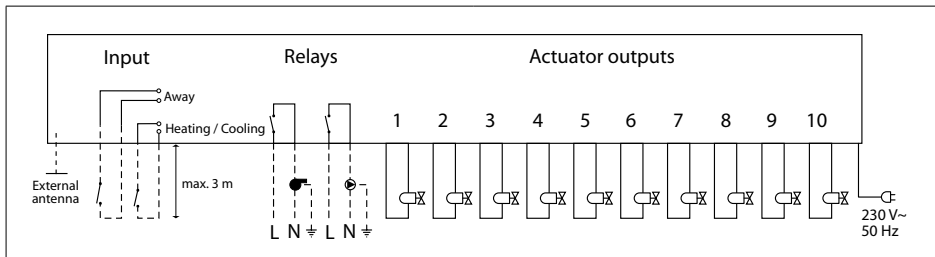 Input
Relays
Actuator outputs
Away
Heating / Cooling
1 2 3 4 5 6 7 8 9 10
External
antenna
max. 3 m
L N L N
230 V~
50 Hz